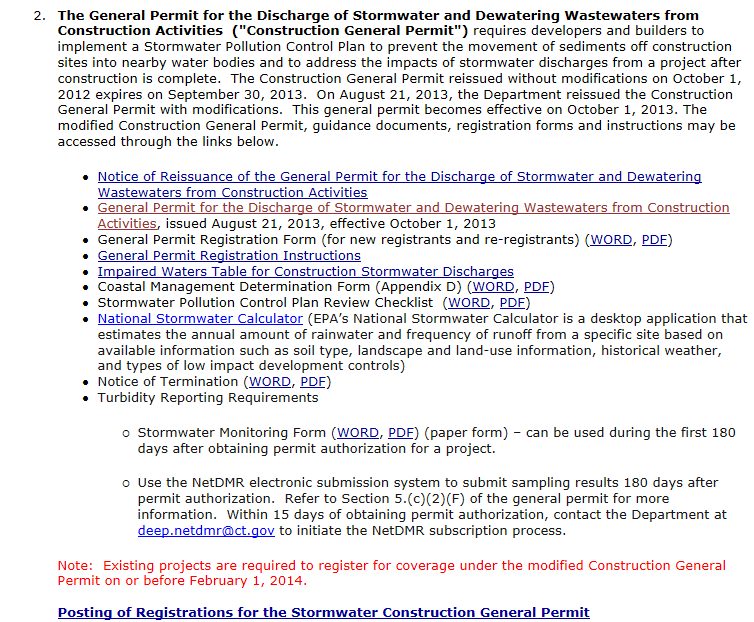 2. The General Permit for the Discharge of Stormwater and Dewatering Wastewaters from
Construction Activities ("Construction General Permit") requires developers and builders to
implement a Stormwater Pollution Control Plan to prevent the movement of sediments off construction
sites into nearby water bodies and to address the impacts of stormwater discharges from a project after
construction is complete. The Construction General Permit reissued without modifications on October 1,
2012 expires on September 30, 2013. On August 21, 2013, the Department reissued the Construction
General Permit with modifications. This general permit becomes effective on October 1, 2013. The
modified Construction General Permit, guidance documents, registration forms and instructions may be
accessed through the links below.
• Notice of Reissuance of the General Permit for the Discharge of Stormwater and Dewatering
Wastewaters from Construction Activities
• General Permit for the Discharge of Stormwater and Dewatering Wastewaters from Construction
Activities, issued August 21, 2013, effective October 1, 2013
• General Permit Registration Form (for new registrants and re-registrants) (WORD, PDF)
• General Permit Registration Instructions
• Impaired Waters Table for Construction Stormwater Discharges
• Coastal Management Determination Form (Appendix D) (WORD, PDF)
• Stormwater Pollution Control Plan Review Checklist (WORD, PDF)
• National Stormwater Calculator (EPA's National Stormwater Calculator is a desktop application that
estimates the annual amount of rainwater and frequency of runoff from a specific site based on
available information such as soil type, landscape and land-use information, historical weather,
and types of low impact development controls)
• Notice of Termination (WORD, PDF)
• Turbidity Reporting Requirements
o Stormwater Monitoring Form (WORD, PDF) (paper form) – can be used during the first 180
days after obtaining permit authorization for a project.
o Use the NetDMR electronic submission system to submit sampling results 180 days after
permit authorization. Refer to Section 5.(c)(2)(F) of the general permit for more
information. Within 15 days of obtaining permit authorization, contact the Department at
deep.netdmr@ct.gov to initiate the NetDMR subscription process.
Note: Existing projects are required to register for coverage under the modified Construction General
Permit on or before February 1, 2014.
Posting of Registrations for the Stormwater Construction General Permit